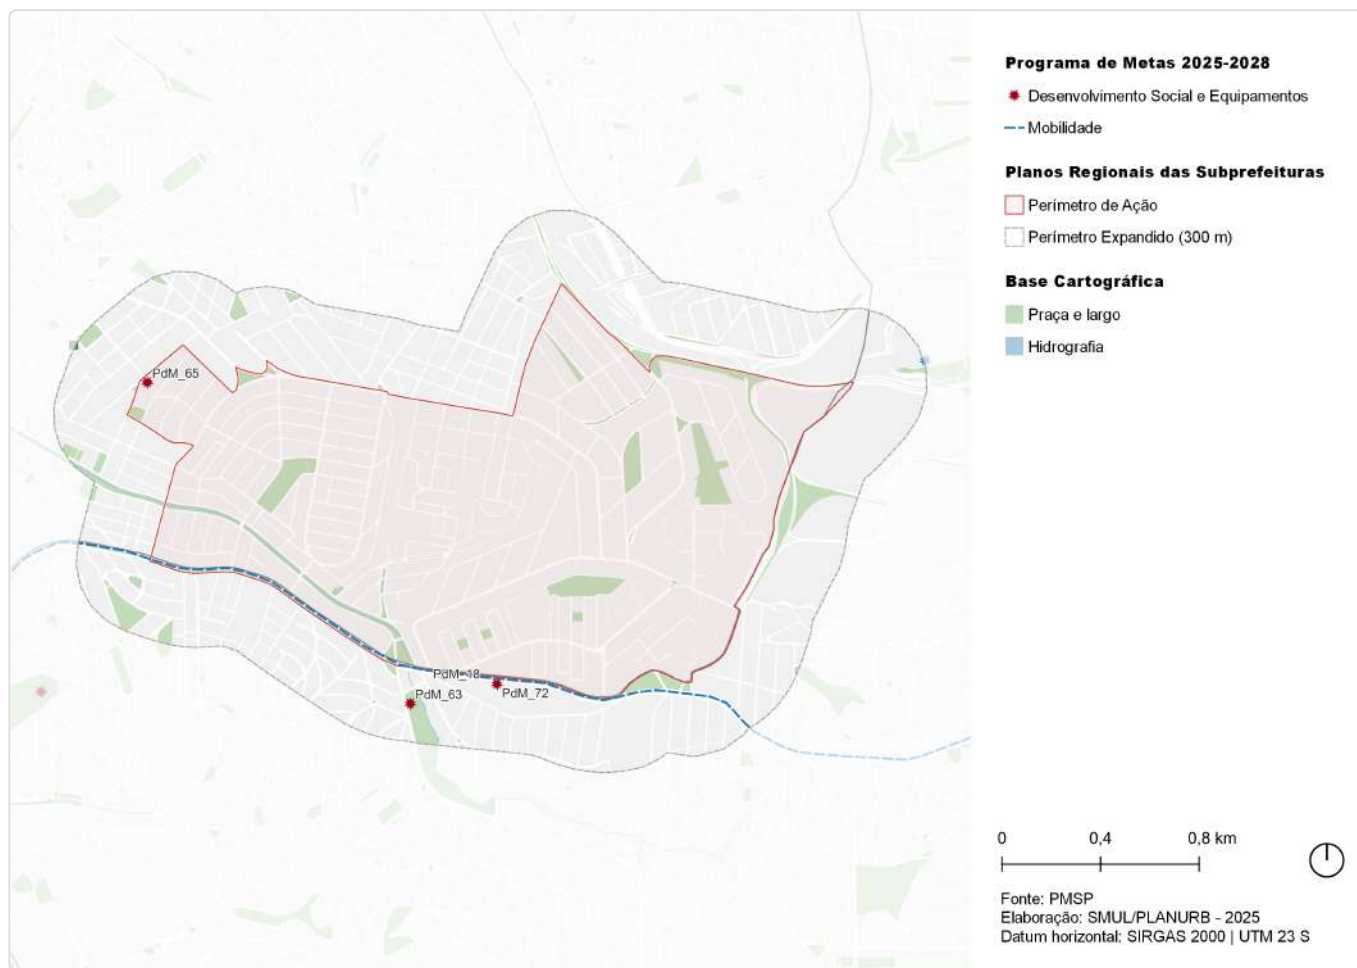 Programa de Metas 2025-2028
Desenvolvimento Social e Equipamentos
Mobilidade
Planos Regionais das Subprefeituras
Perímetro de Ação
Perímetro Expandido (300 m)
Base Cartográfica
Praça e largo
Hidrografia
PdM_65
PdM_18
PdM_72
PdM_63
0 0,4 0,8 km
Fonte: PMSP
Elaboração: SMUL/PLANURB - 2025
Datum horizontal: SIRGAS 2000 | UTM 23 S